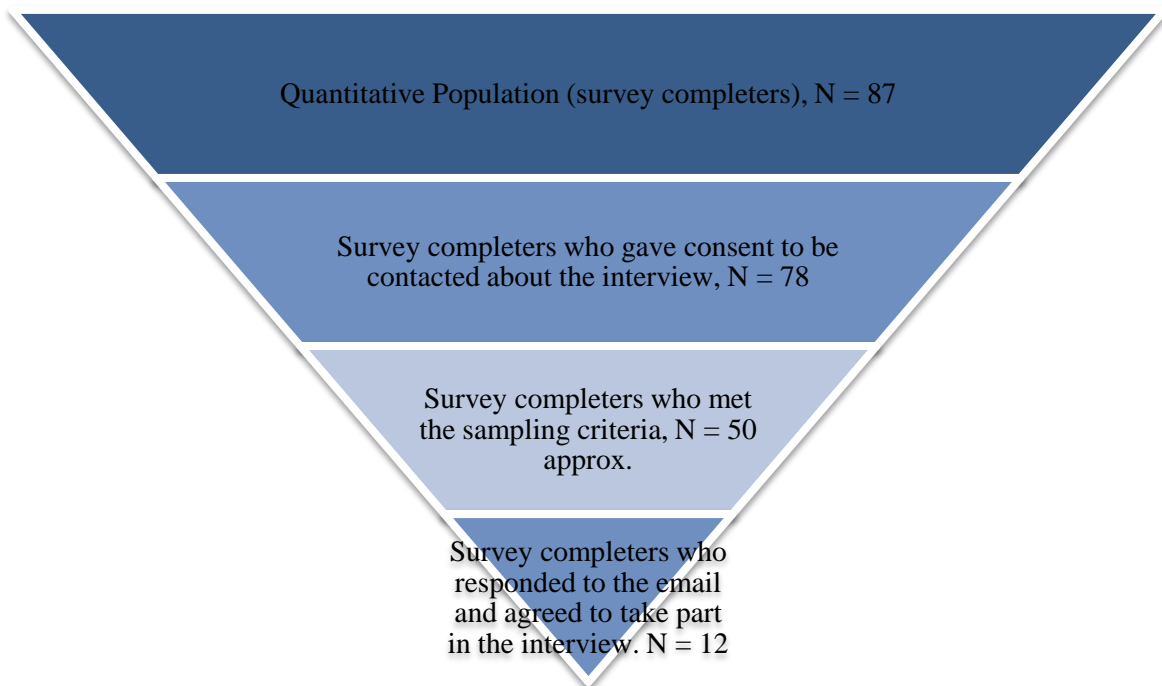 Quantitative Population (survey completers), N = 87
Survey completers who gave consent to be
contacted about the interview, N = 78
Survey completers who met
the sampling criteria, N = 50
approx.
Survey completers who
responded to the email
and agreed to take part
in the interview. N = 12